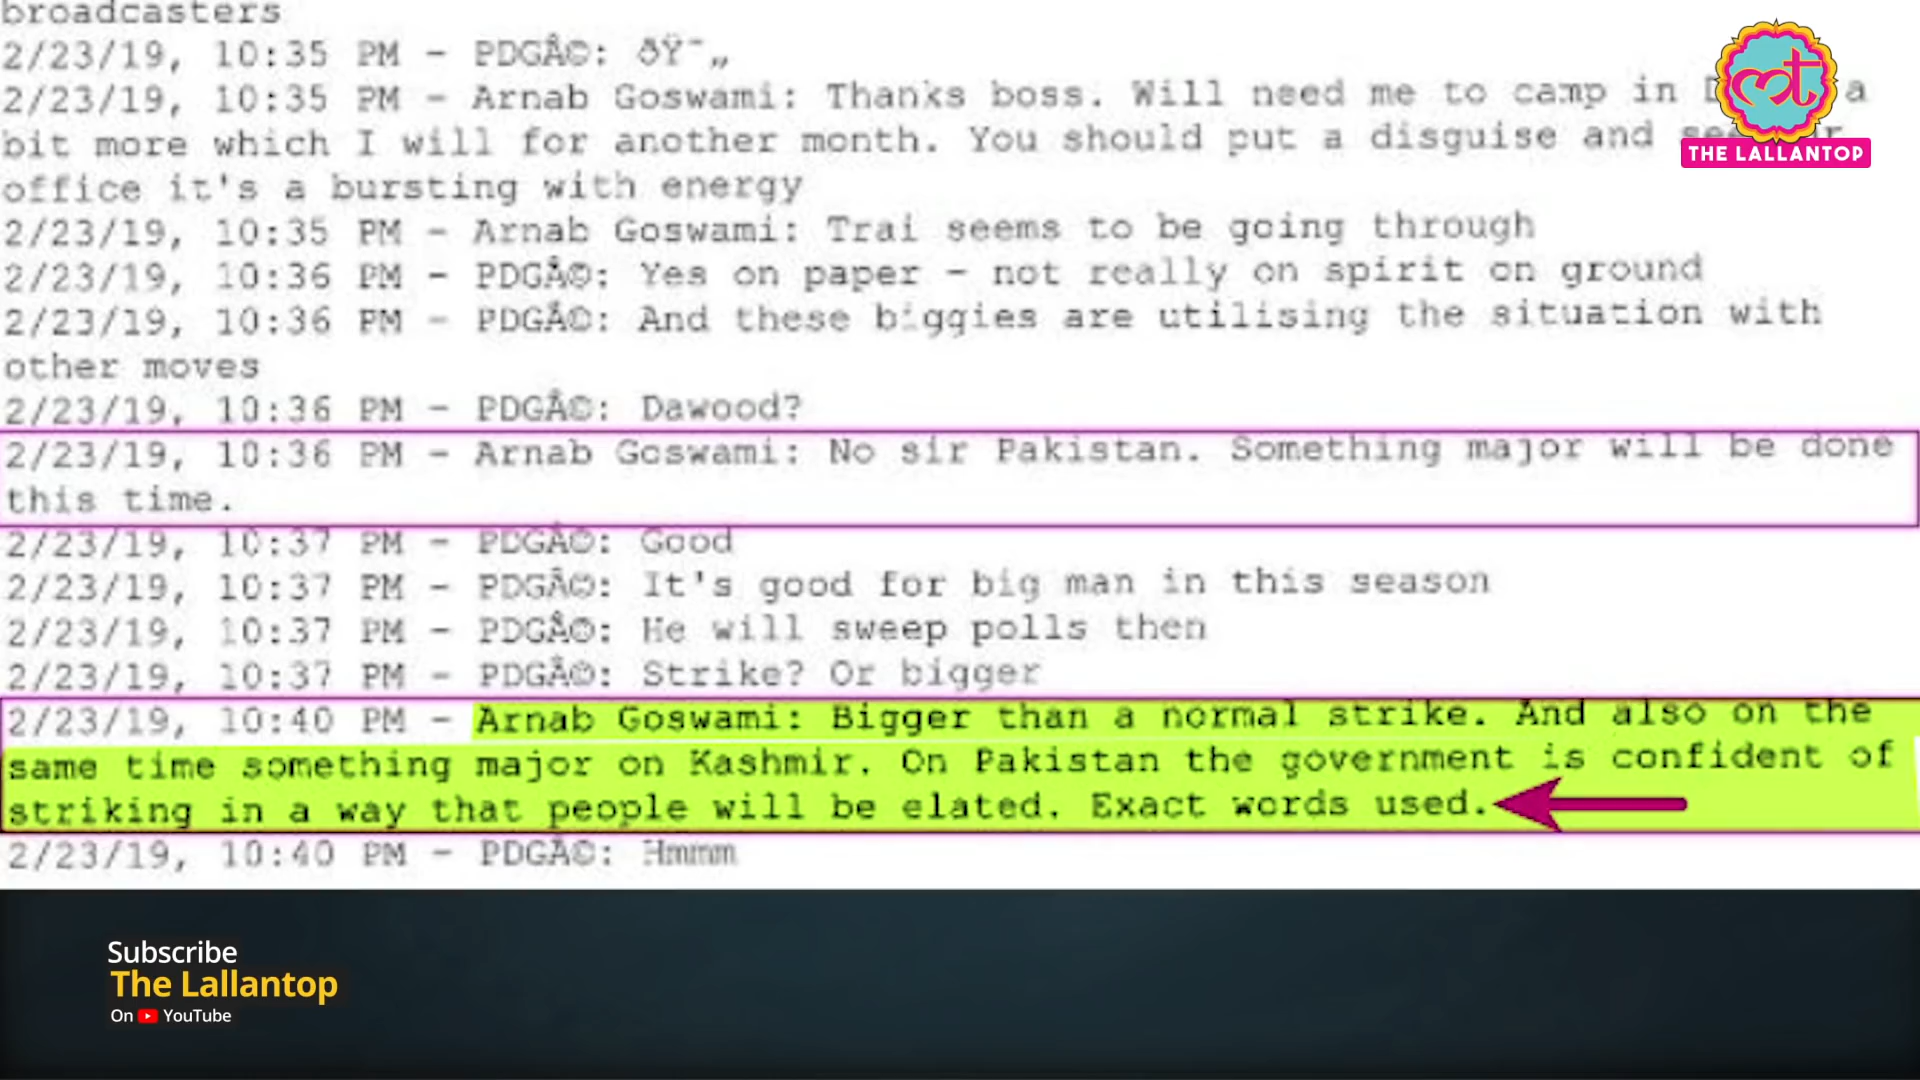 broadcasters
2/23/19, 10:35 PM - PDGÂ©: ðŸ˜„
2/23/19, 10:35 PM - Arnab Goswami: Thanks boss. Will need me to camp in a
bit more which I will for another month. You should put a disguise and
office it's a bursting with energy
2/23/19, 10:35 PM - Arnab Goswami: Trai seems to be going through
2/23/19, 10:36 PM - PDGÂ©: Yes on paper - not really on spirit on ground
2/23/19, 10:36 PM - PDGÂ©: And these biggies are utilising the situation with
other moves
2/23/19, 10:36 PM - PDGÂ©: Dawood?
2/23/19, 10:36 PM - Arnab Goswami: No sir Pakistan. Something major will be done
this time.
2/23/19, 10:37 PM - PDGÂ©: Good
2/23/19, 10:37 PM - PDGÂ©: It's good for big man in this season
2/23/19, 10:37 PM - PDGÂ©: He will sweep polls then
2/23/19, 10:37 PM - PDGÂ©: Strike? Or bigger
2/23/19, 10:40 PM - Arnab Goswami: Bigger than a normal strike. And also on the
same time something major on Kashmir. On Pakistan the government is confident of
striking in a way that people will be elated. Exact words used.
2/23/19, 10:40 PM - PDGÂ©: Hmmm
THE LALLANTOP
Subscribe
The Lallantop
On YouTube